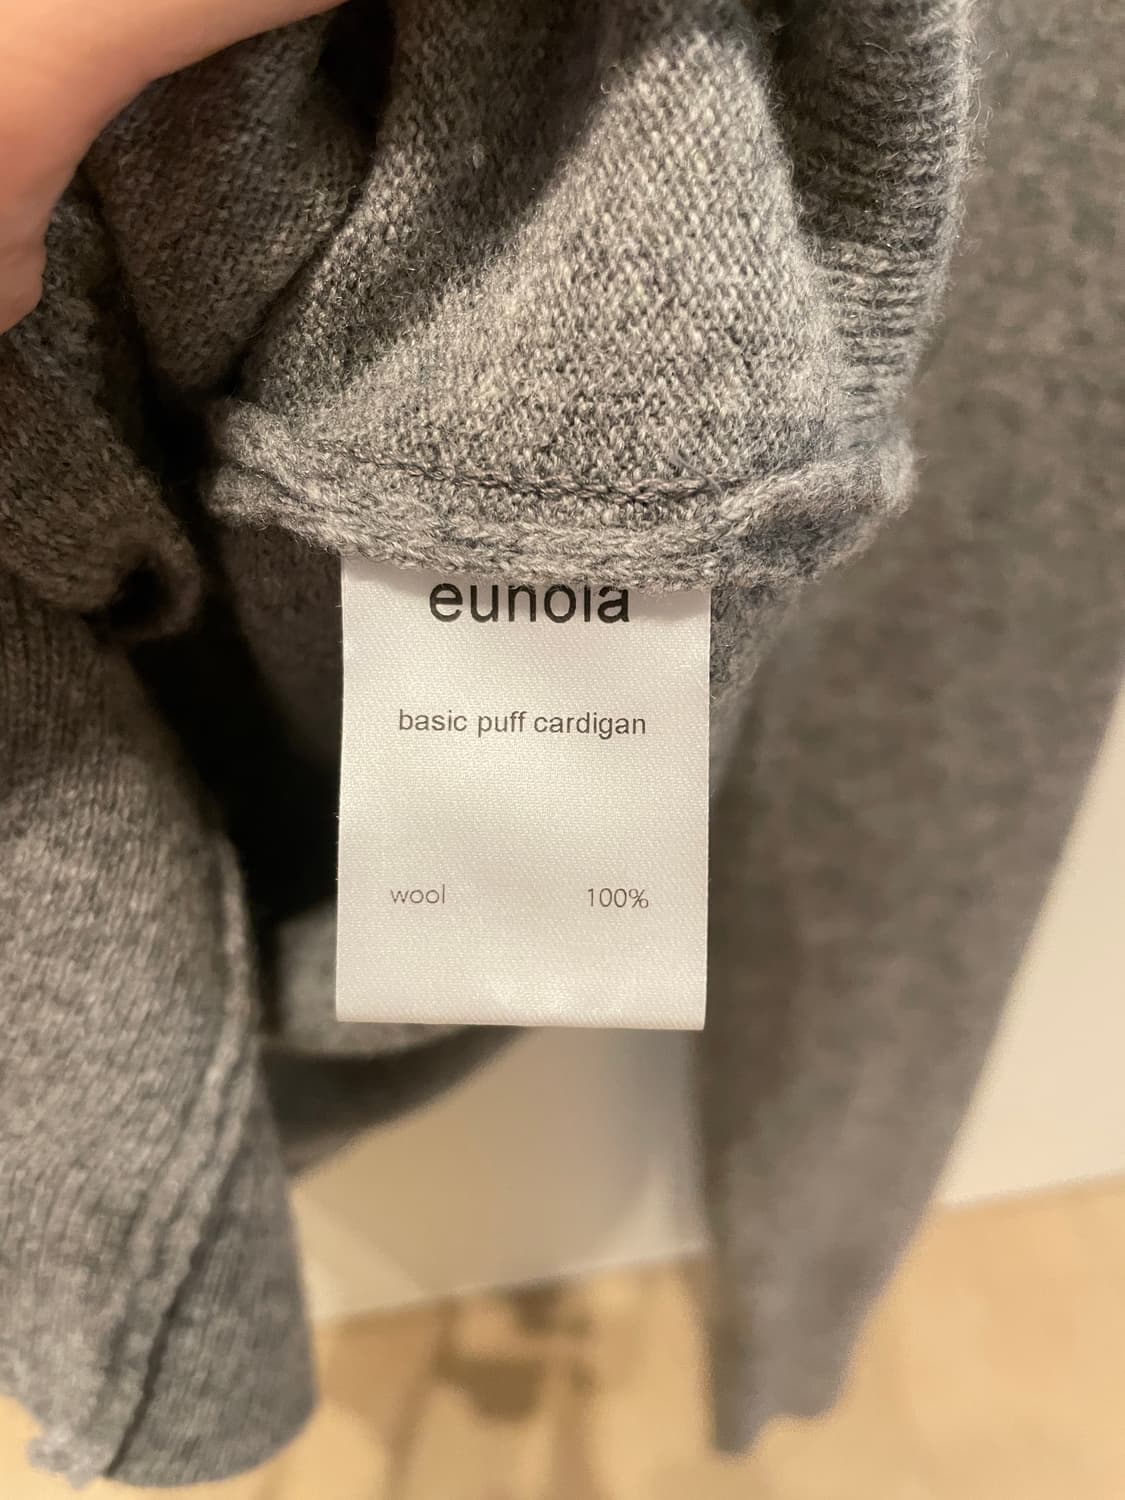 eunoia
basic puff cardigan
wool 100%